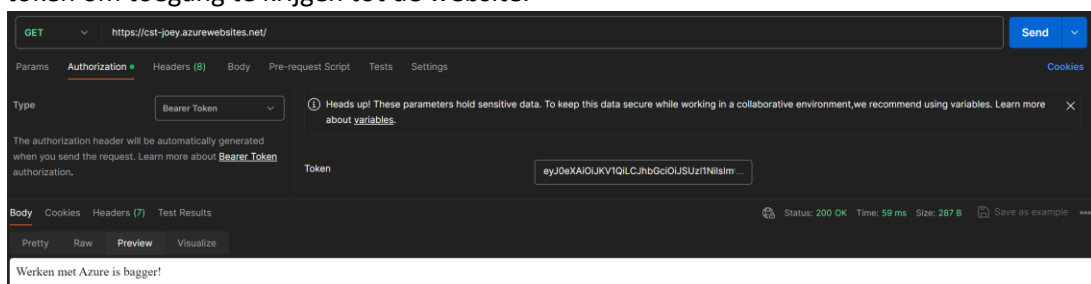 token om toegang te krijgen tot de website.
GET https://cst-joey.azurewebsites.net/ Send
Params Authorization Headers (8) Body Pre-request Script Tests Settings Cookies
Type Bearer Token
Heads up! These parameters hold sensitive data. To keep this data secure while working in a collaborative environment,we recommend using variables. Learn more
about variables.
The authorization header will be automatically generated
when you send the request. Learn more about Bearer Token
authorization.
Token eyJ0eXAiOiJKV1QiLCJhbGciOiJSUzI1NiIsIm...
Body Cookies Headers (7) Test Results Status: 200 OK Time: 59 ms Size: 287 B Save as example
Pretty Raw Preview Visualize
Werken met Azure is bagger!